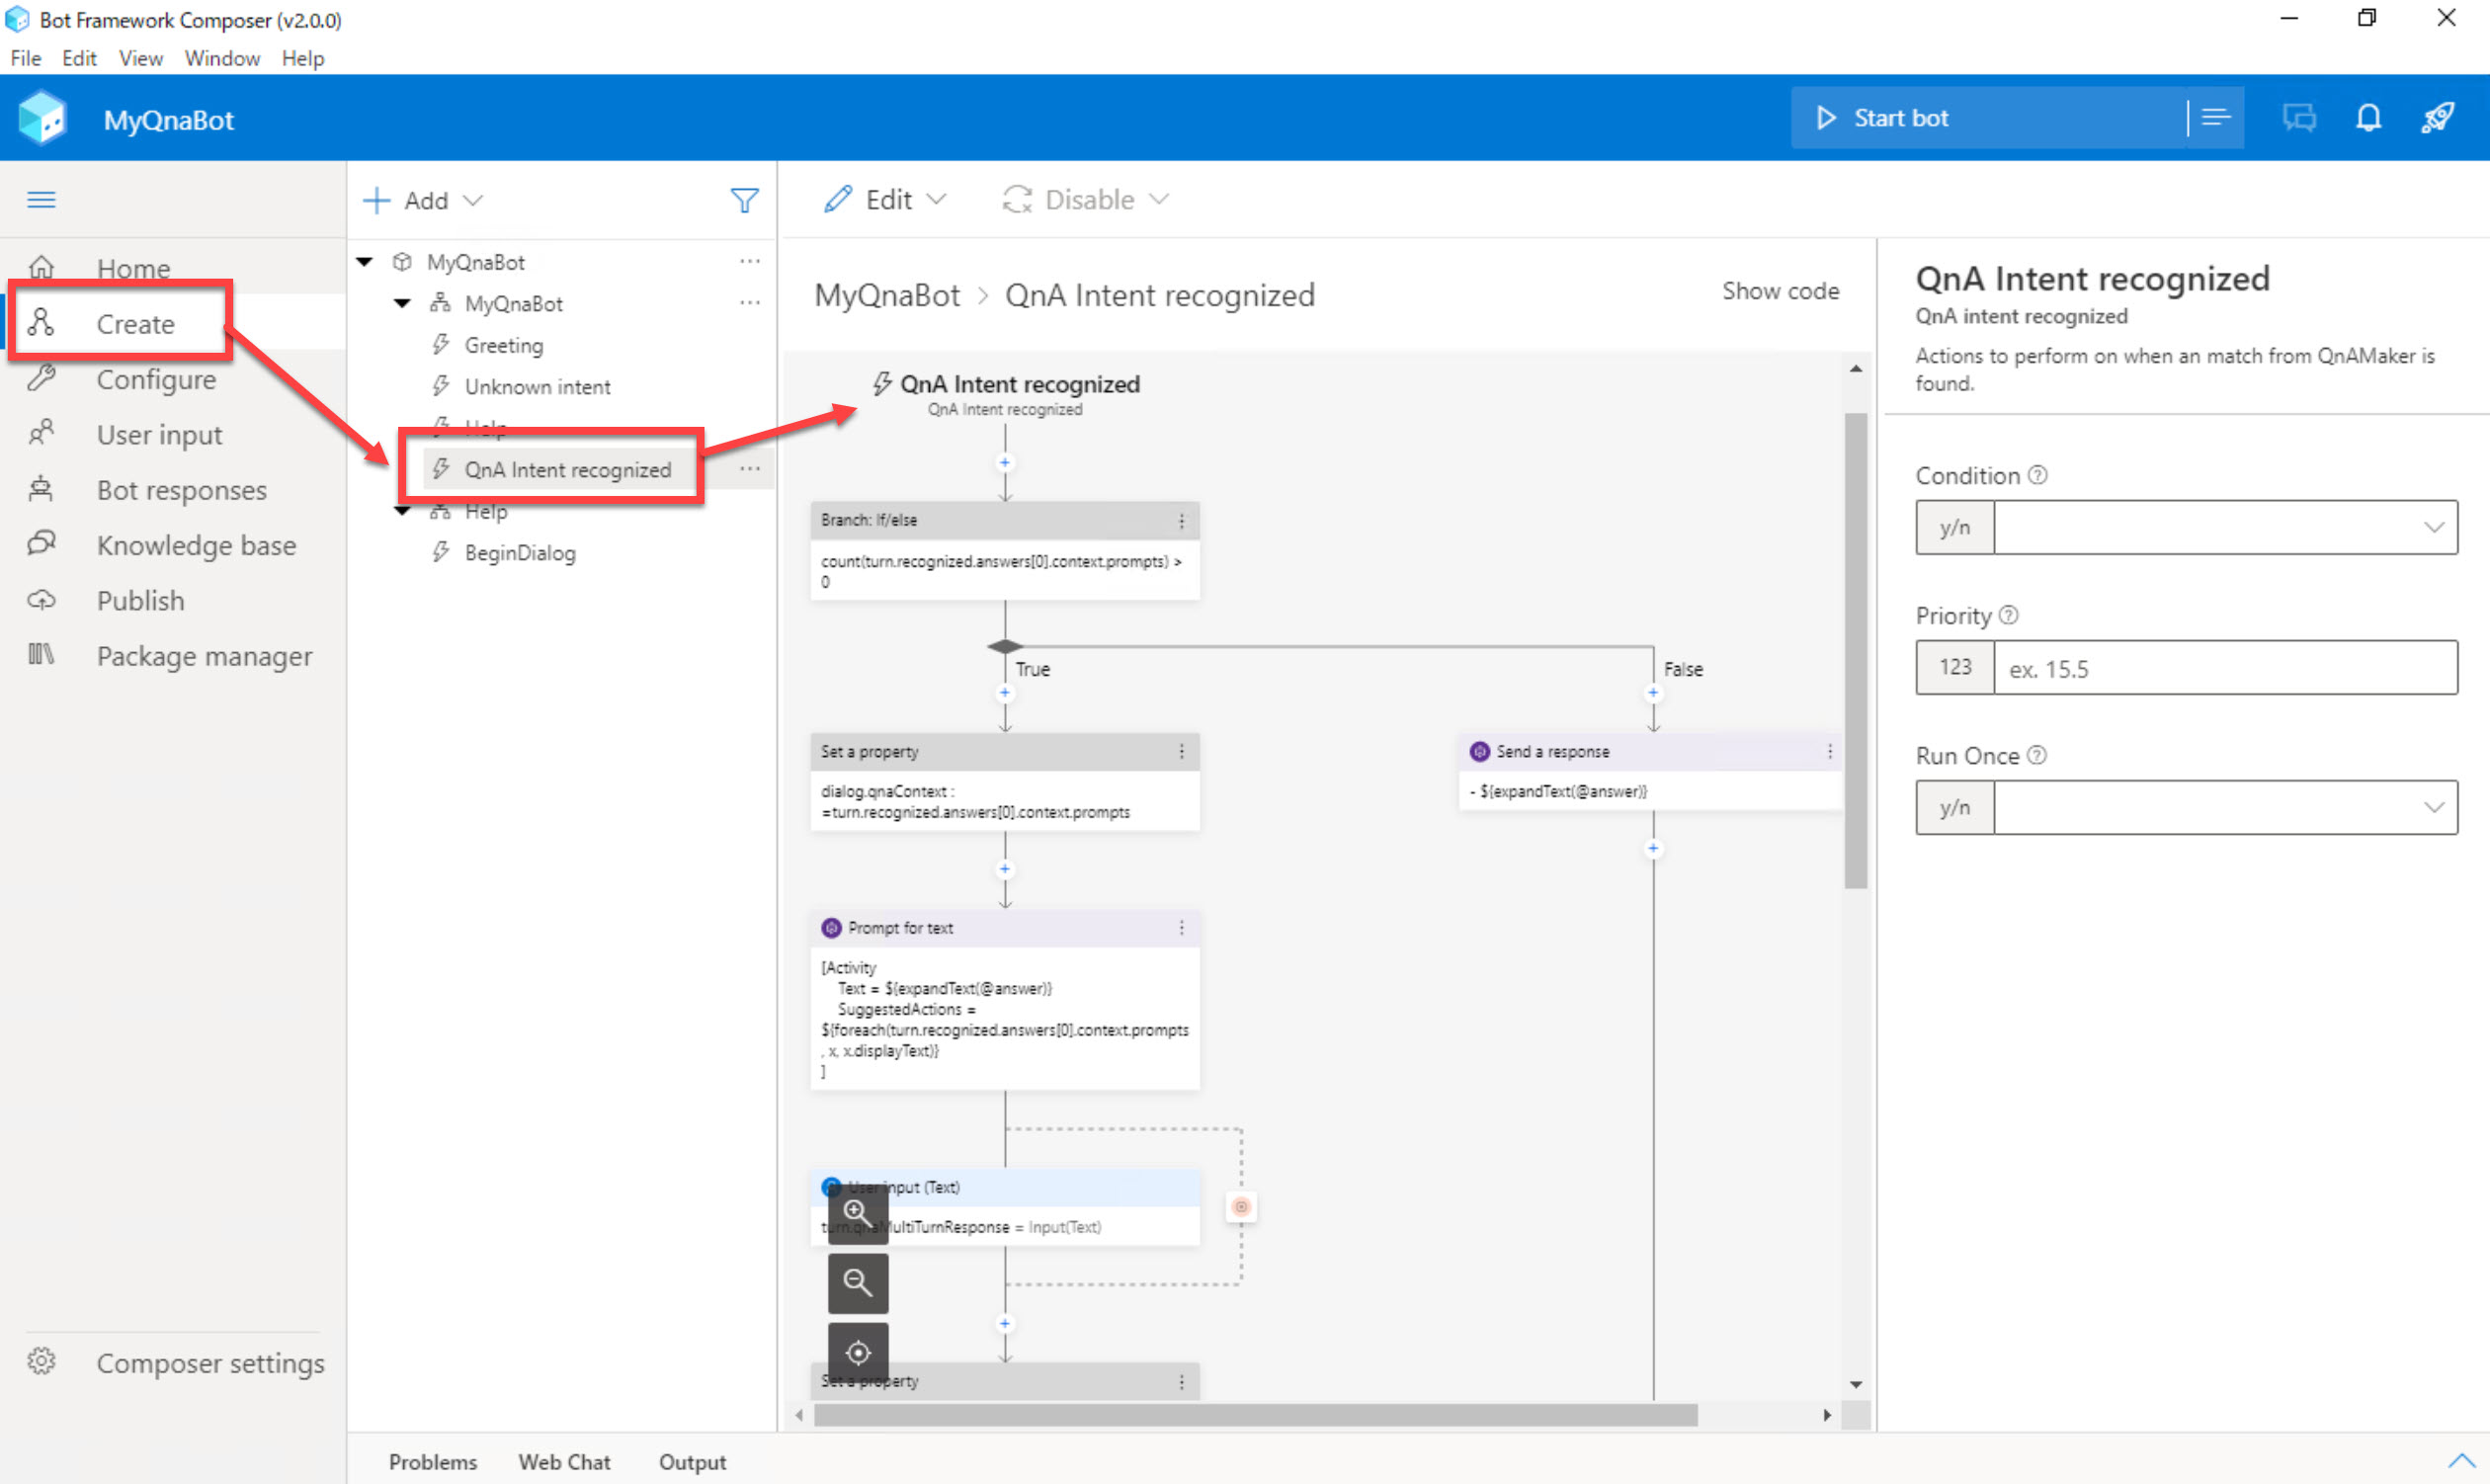 Bot Framework Composer (v2.0.0)
File Edit View Window Help
MyQnaBot
Start bot
Add
Edit
Disable
Home
Create
Configure
User input
Bot responses
Knowledge base
Publish
Package manager
Composer settings
MyQnaBot
MyQnaBot
Greeting
Unknown intent
Help
QnA Intent recognized
Help
BeginDialog
MyQnaBot > QnA Intent recognized
Show code
QnA Intent recognized
QnA Intent recognized
Branch: If/else
count(turn.recognized.answers[0].context.prompts) >
0
True
False
Set a property
dialog.qnaContext :
=turn.recognized.answers[0].context.prompts
Send a response
- ${expandText(@answer)}
Prompt for text
[Activity
Text = ${expandText(@answer)}
SuggestedActions =
${foreach(turn.recognized.answers[0].context.prompts
, x, x.displayText)}
]
User input (Text)
turn.qnaMultiTurnResponse = Input(Text)
Set a property
QnA Intent recognized
QnA intent recognized
Actions to perform on when an match from QnAMaker is
found.
Condition
y/n
Priority
123 ex. 15.5
Run Once
y/n
Problems Web Chat Output